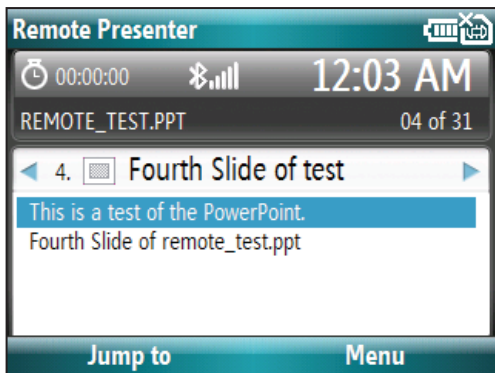 Remote Presenter
00:00:00 12:03 AM
REMOTE_TEST.PPT 04 of 31
4. Fourth Slide of test
This is a test of the PowerPoint.
Fourth Slide of remote_test.ppt
Jump to Menu